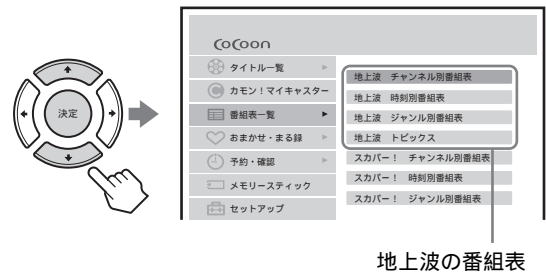 決定
CoCoon
タイトル一覧
カモン！マイキャスター
番組表一覧
おまかせ・まる録
予約・確認
メモリースティック
セットアップ
地上波　チャンネル別番組表
地上波　時刻別番組表
地上波　ジャンル別番組表
地上波　トピックス
スカパー！　チャンネル別番組表
スカパー！　時刻別番組表
スカパー！　ジャンル別番組表
地上波の番組表